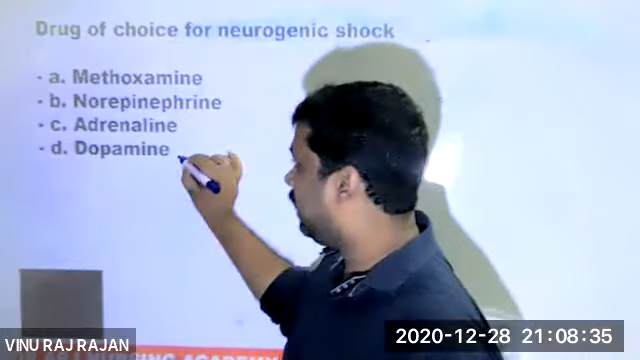 Drug of choice for neurogenic shock
- a. Methoxamine
- b. Norepinephrine
- c. Adrenaline
- d. Dopamine
VINU RAJ RAJAN
ACADEMY
2020-12-28 21:08:35